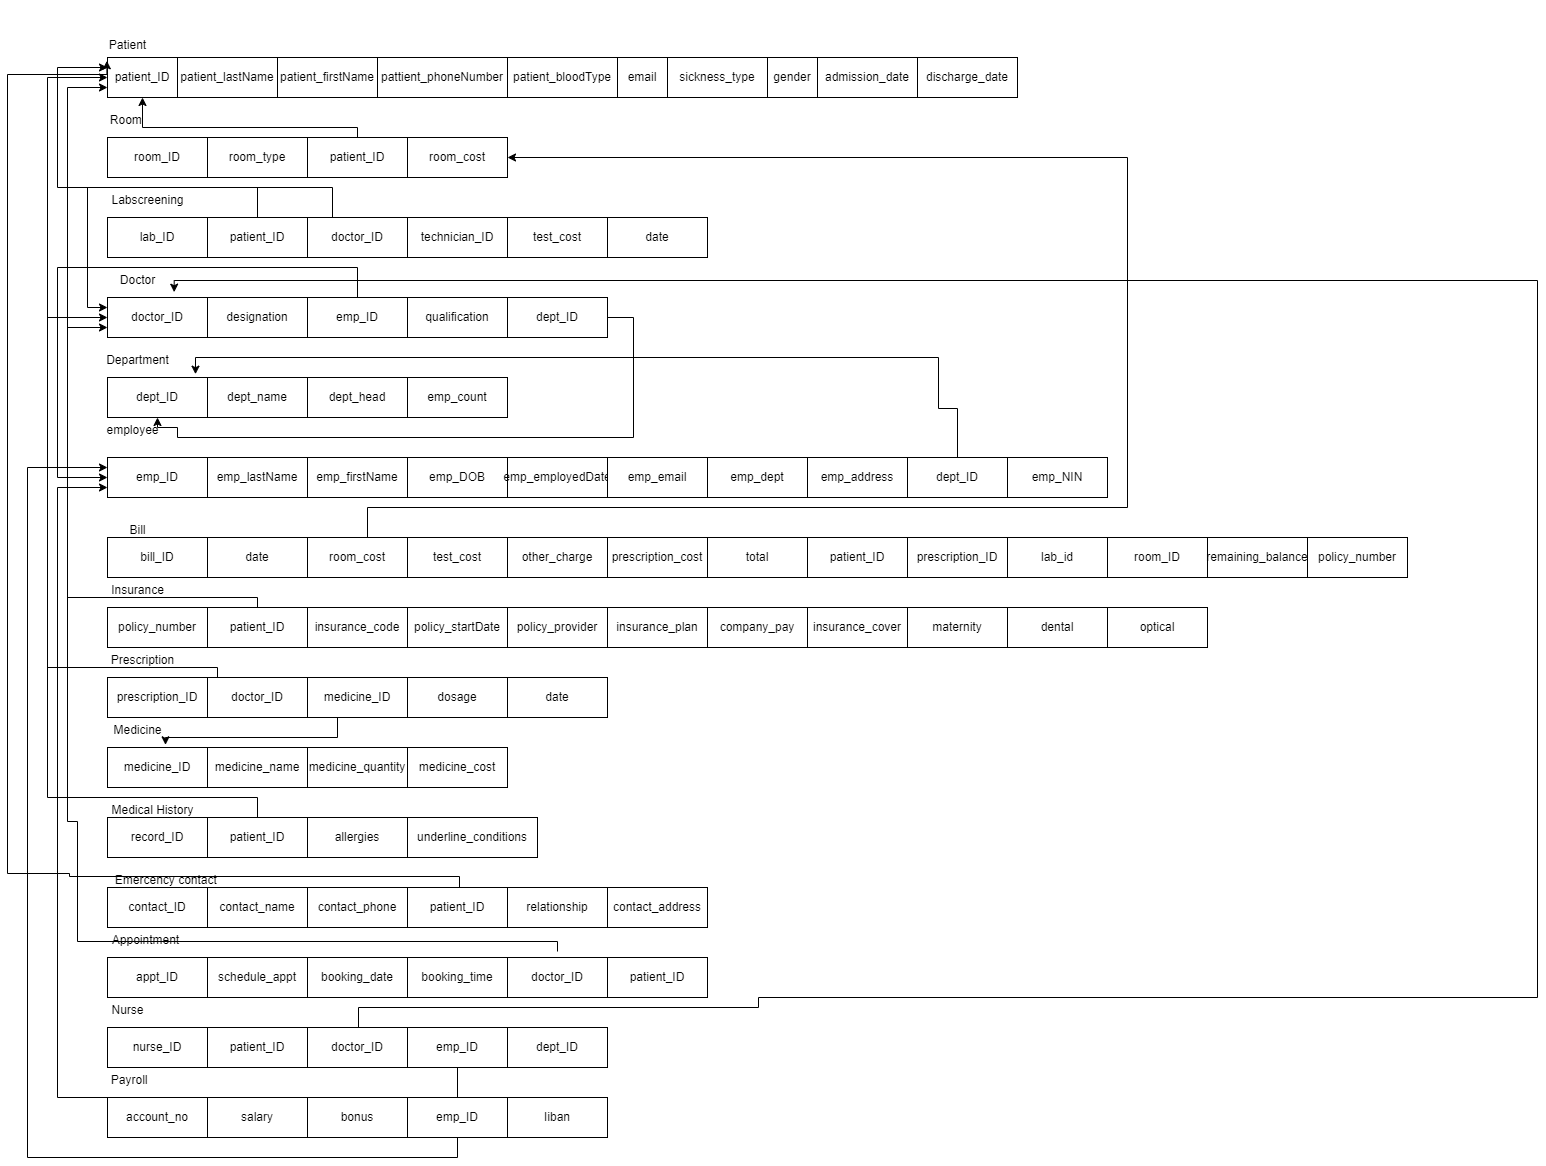 Patient
patient_ID patient_lastName patient_firstName pattient_phoneNumber patient_bloodType email sickness_type gender admission_date discharge_date
Room
room_ID room_type patient_ID room_cost
Labscreening
lab_ID patient_ID doctor_ID technician_ID test_cost date
Doctor
doctor_ID designation emp_ID qualification dept_ID
Department
dept_ID dept_name dept_head emp_count
employee
emp_ID emp_lastName emp_firstName emp_DOB emp_employedDate emp_email emp_dept emp_address dept_ID emp_NIN
Bill
bill_ID date room_cost test_cost other_charge prescription_cost total patient_ID prescription_ID lab_id room_ID remaining_balance policy_number
Insurance
policy_number patient_ID insurance_code policy_startDate policy_provider insurance_plan company_pay insurance_cover maternity dental optical
Prescription
prescription_ID doctor_ID medicine_ID dosage date
Medicine
medicine_ID medicine_name medicine_quantity medicine_cost
Medical History
record_ID patient_ID allergies underline_conditions
Emercency contact
contact_ID contact_name contact_phone patient_ID relationship contact_address
Appointment
appt_ID schedule_appt booking_date booking_time doctor_ID patient_ID
Nurse
nurse_ID patient_ID doctor_ID emp_ID dept_ID
Payroll
account_no salary bonus emp_ID liban